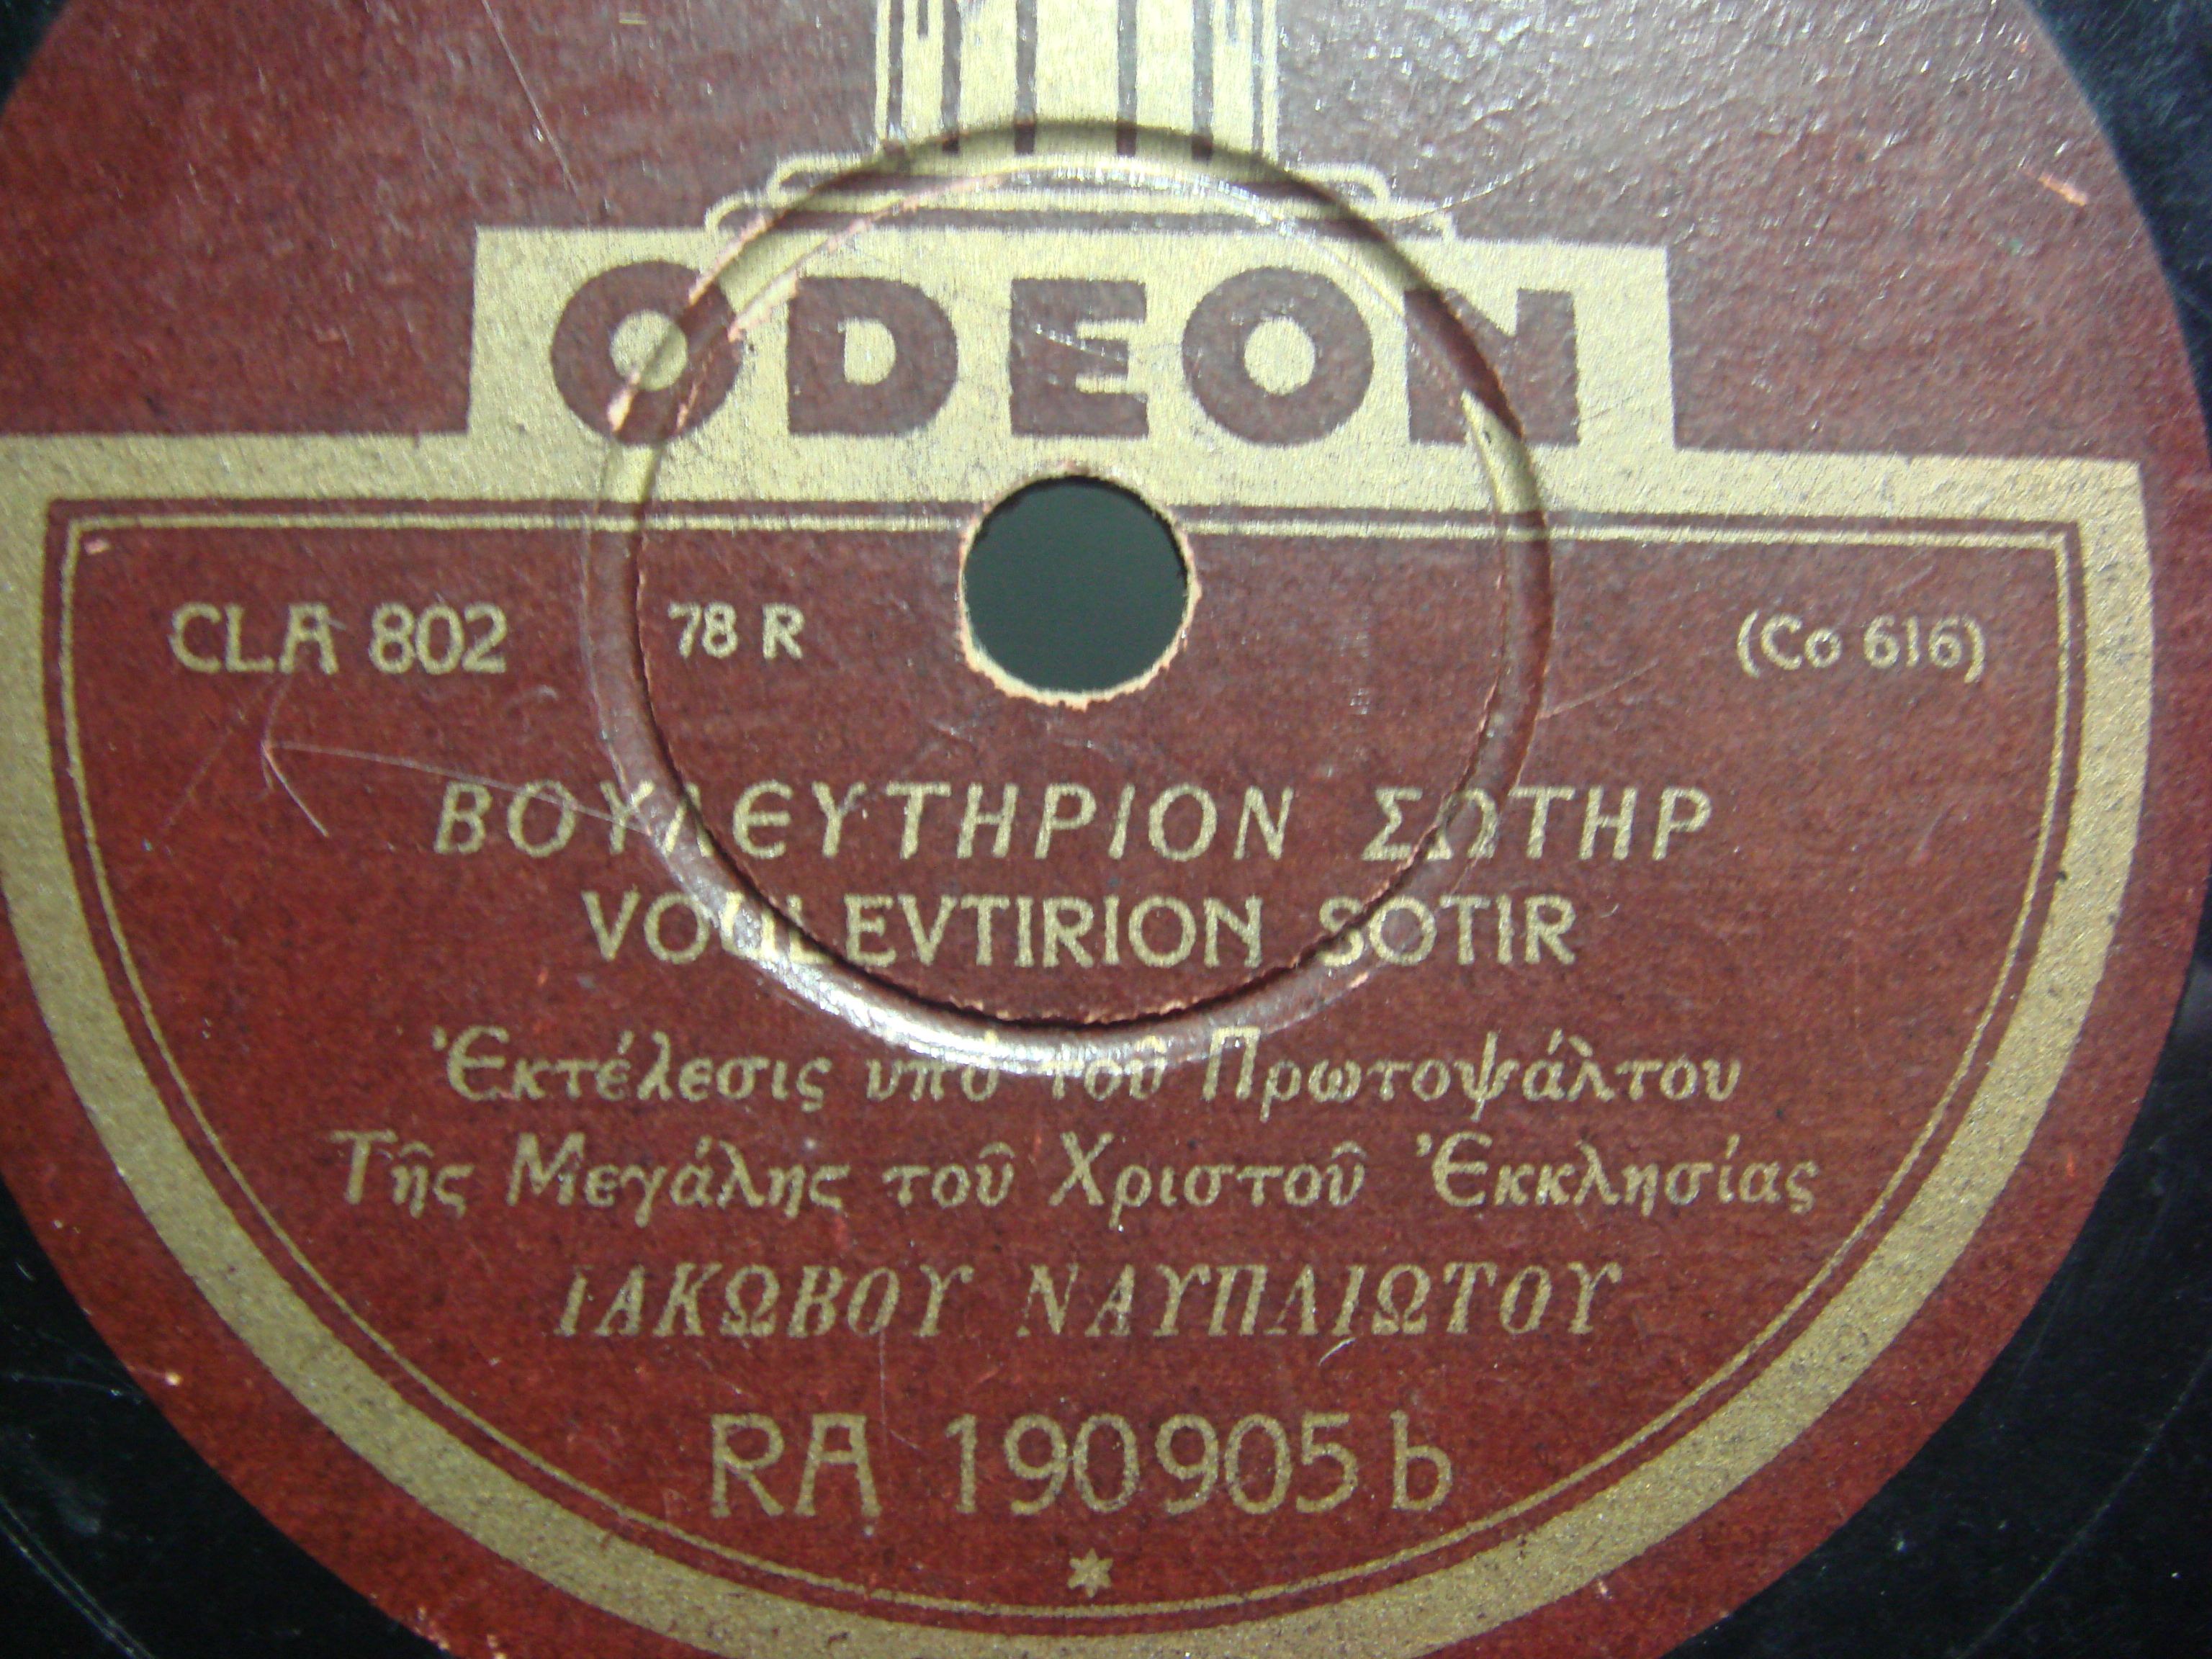 ODEON
CLA 802 78 R (Co 616)
ΒΟΥΛΕΥΤΗΡΙΟΝ ΣΩΤΗΡ
VOULEVTIRION SOTIR
Ἐκτέλεσις υπὸ τοῦ Πρωτοψάλτου
Τῆς Μεγάλης τοῦ Χριστοῦ Ἐκκλησίας
ΙΑΚΩΒΟΥ ΝΑΥΠΛΙΩΤΟΥ
RA 190905 b